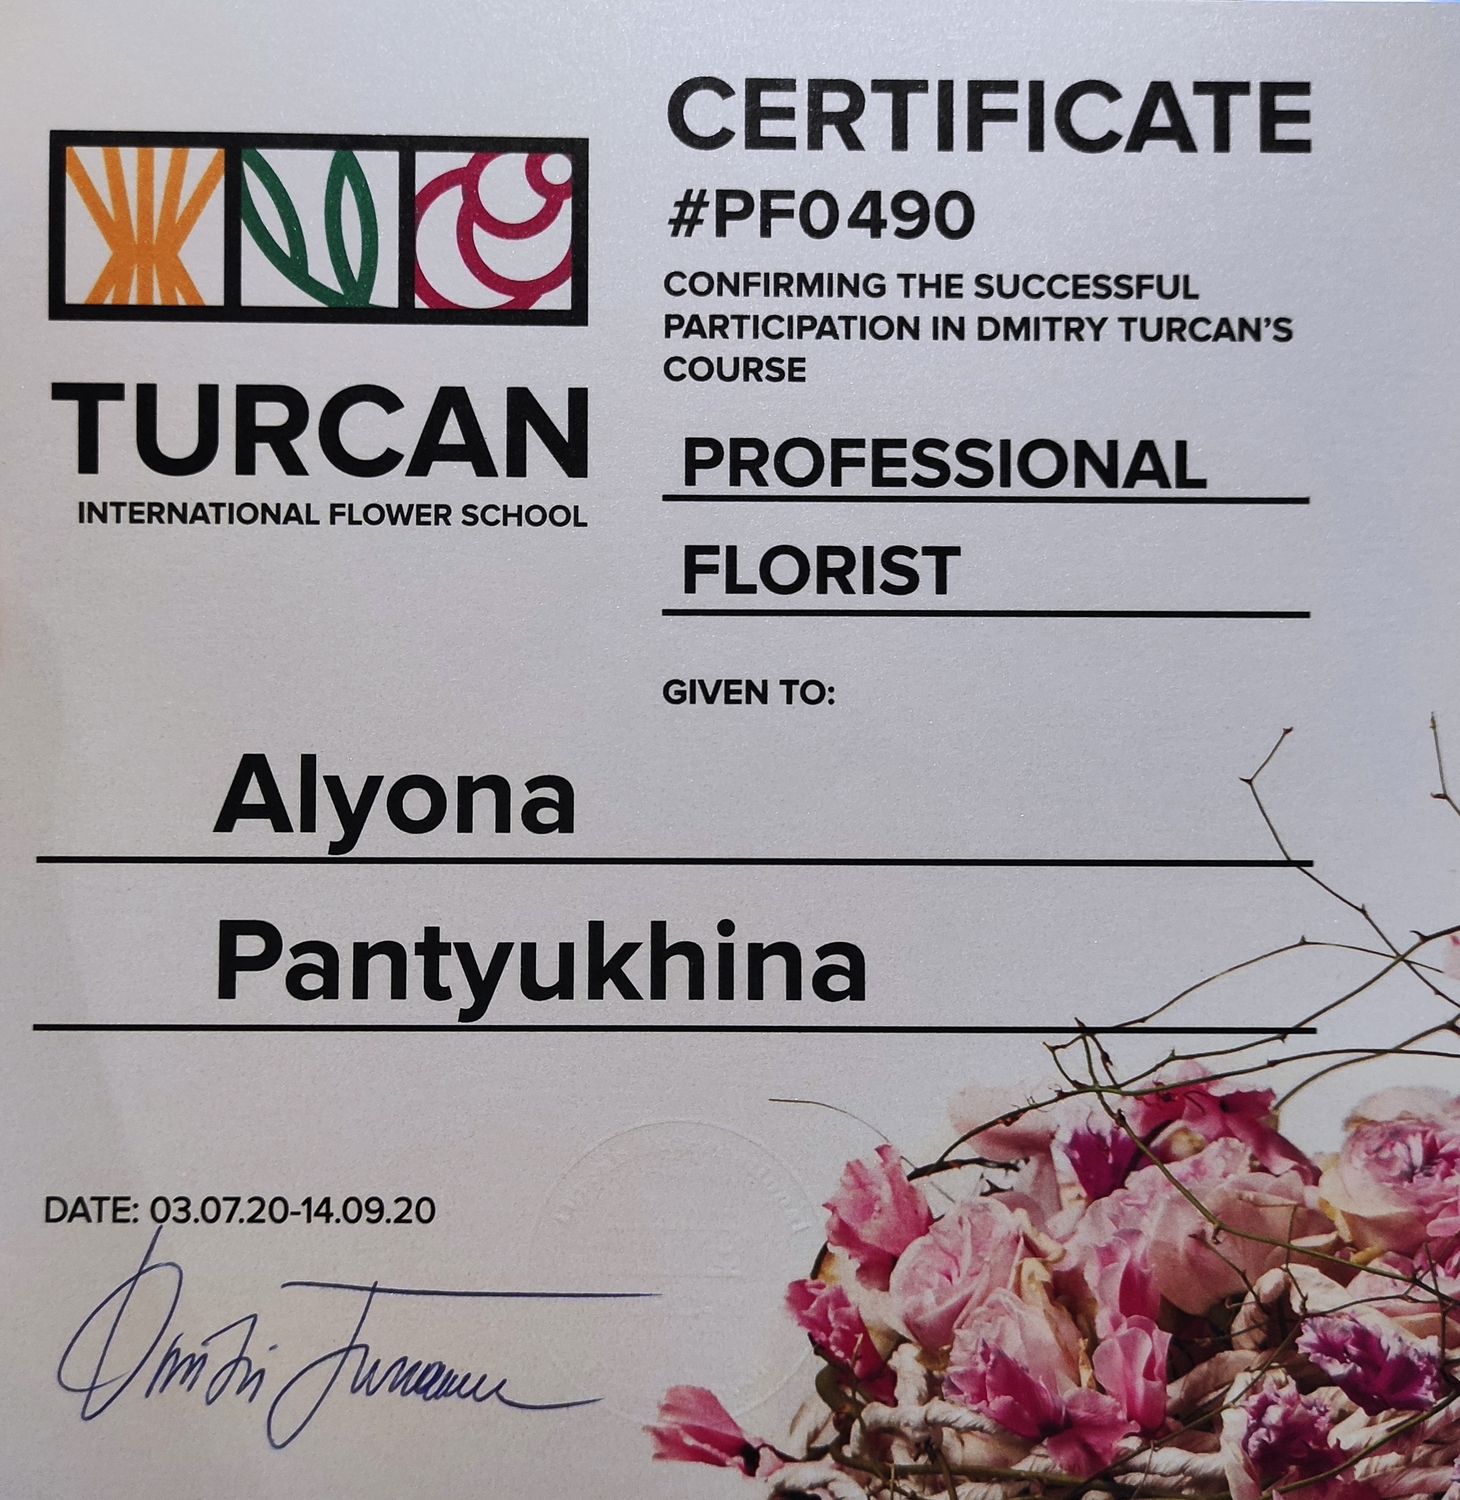 CERTIFICATE
#PF0490
CONFIRMING THE SUCCESSFUL
PARTICIPATION IN DMITRY TURCAN'S
COURSE
PROFESSIONAL
FLORIST
TURCAN
INTERNATIONAL FLOWER SCHOOL
GIVEN TO:
Alyona
Pantyukhina
DATE: 03.07.20-14.09.20